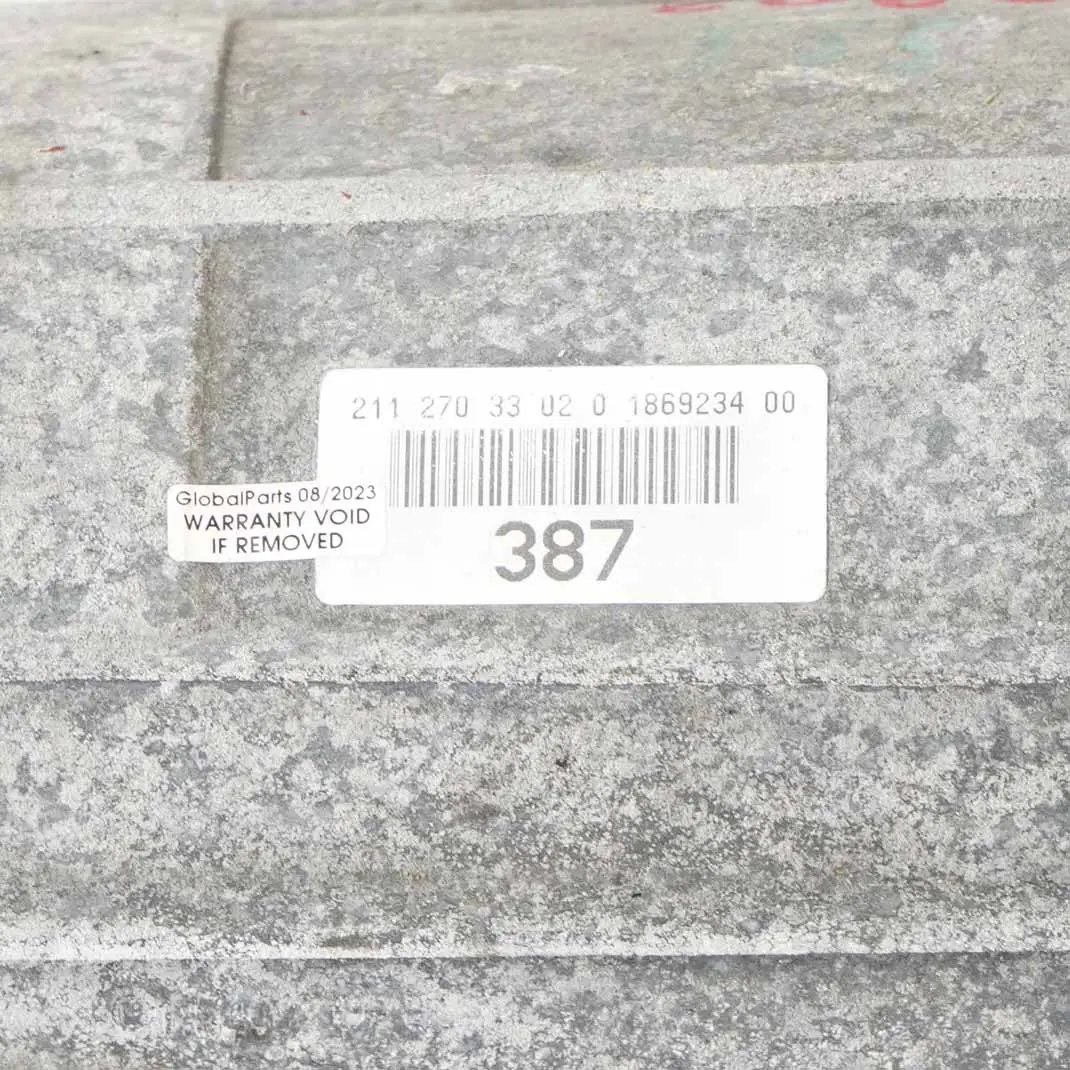 211 270 33 02 0 1869234 00
387
GlobalParts 08/2023
WARRANTY VOID
IF REMOVED